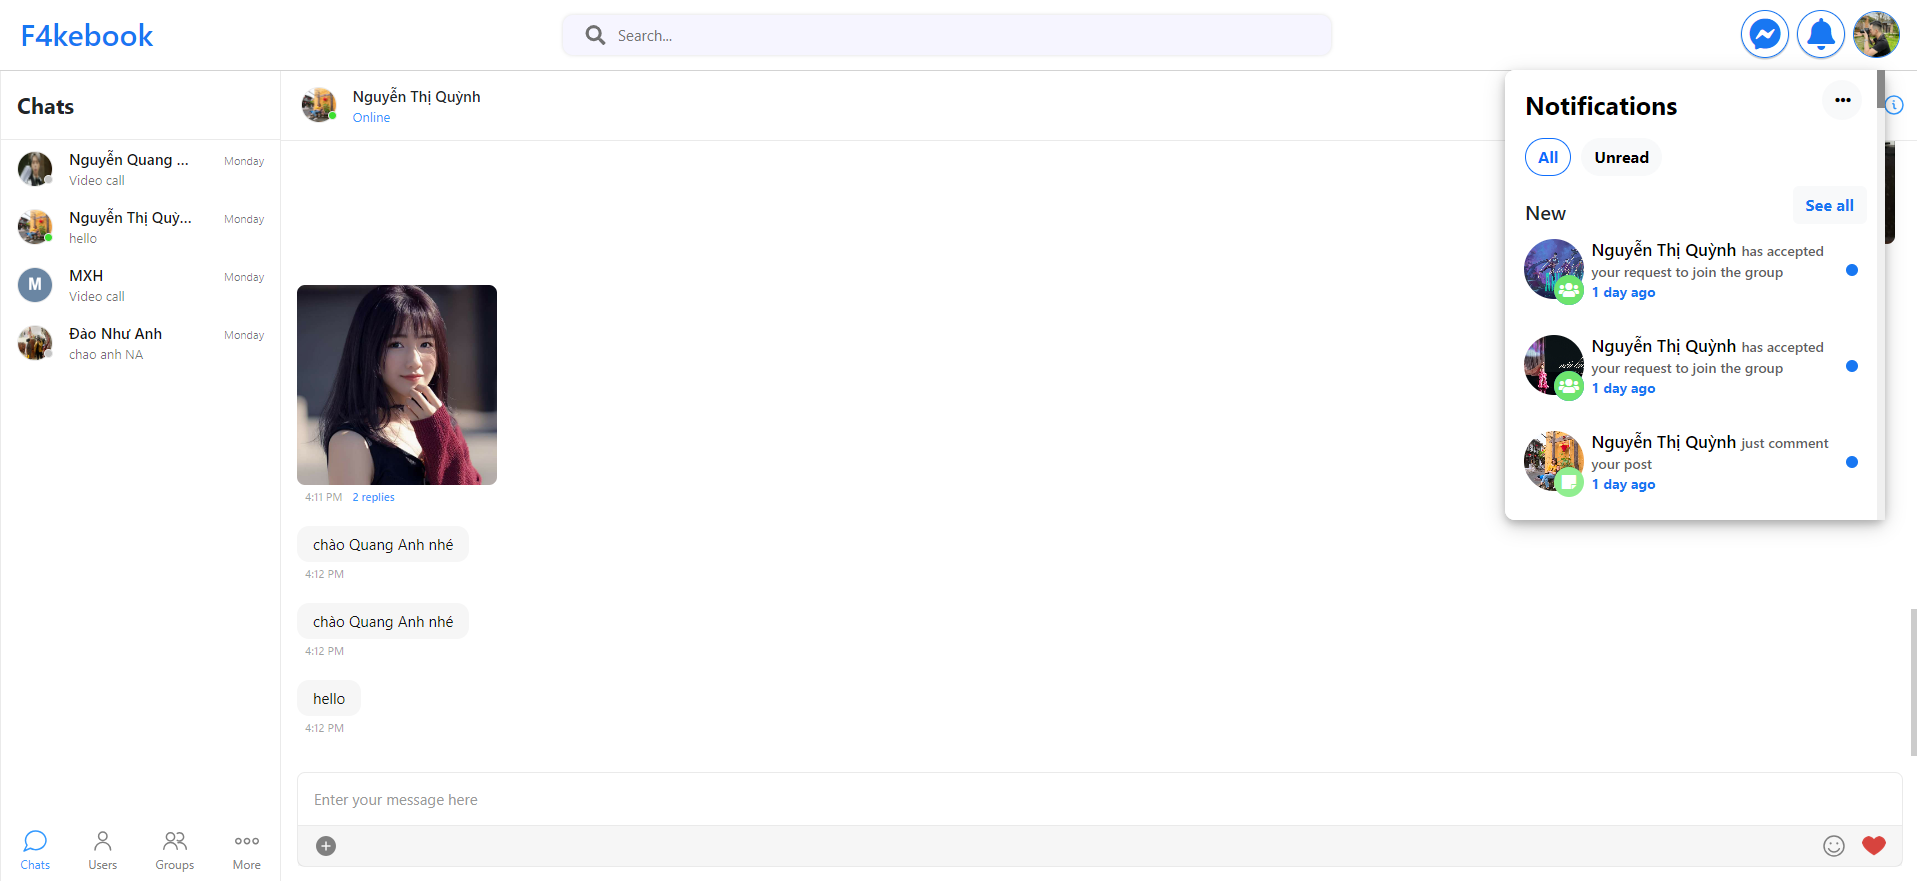 F4kebook
Search...
Chats
Nguyễn Quang ...
Monday
Video call
Nguyễn Thị Quỳ...
Monday
hello
M
MXH
Monday
Video call
Đào Như Anh
Monday
chao anh NA
Chats
Users
Groups
More
Nguyễn Thị Quỳnh
Online
4:11 PM 2 replies
chào Quang Anh nhé
4:12 PM
chào Quang Anh nhé
4:12 PM
hello
4:12 PM
Enter your message here
Notifications
All
Unread
See all
New
Nguyễn Thị Quỳnh has accepted
your request to join the group
1 day ago
Nguyễn Thị Quỳnh has accepted
your request to join the group
1 day ago
Nguyễn Thị Quỳnh just comment
your post
1 day ago